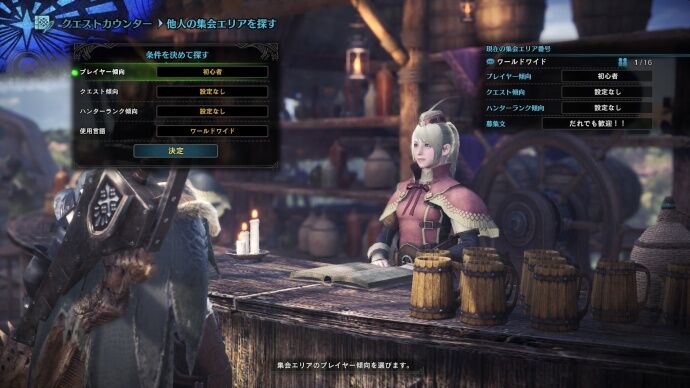 クエストカウンター 他人の集会エリアを探す
条件を決めて探す
プレイヤー傾向 初心者
クエスト傾向 設定なし
ハンターランク傾向 設定なし
使用言語 ワールドワイド
決定
現在の集会エリア番号
ワールドワイド 1/16
プレイヤー傾向 初心者
クエスト傾向 設定なし
ハンターランク傾向 設定なし
募集文 だれでも歓迎！！
集会エリアのプレイヤー傾向を選びます。